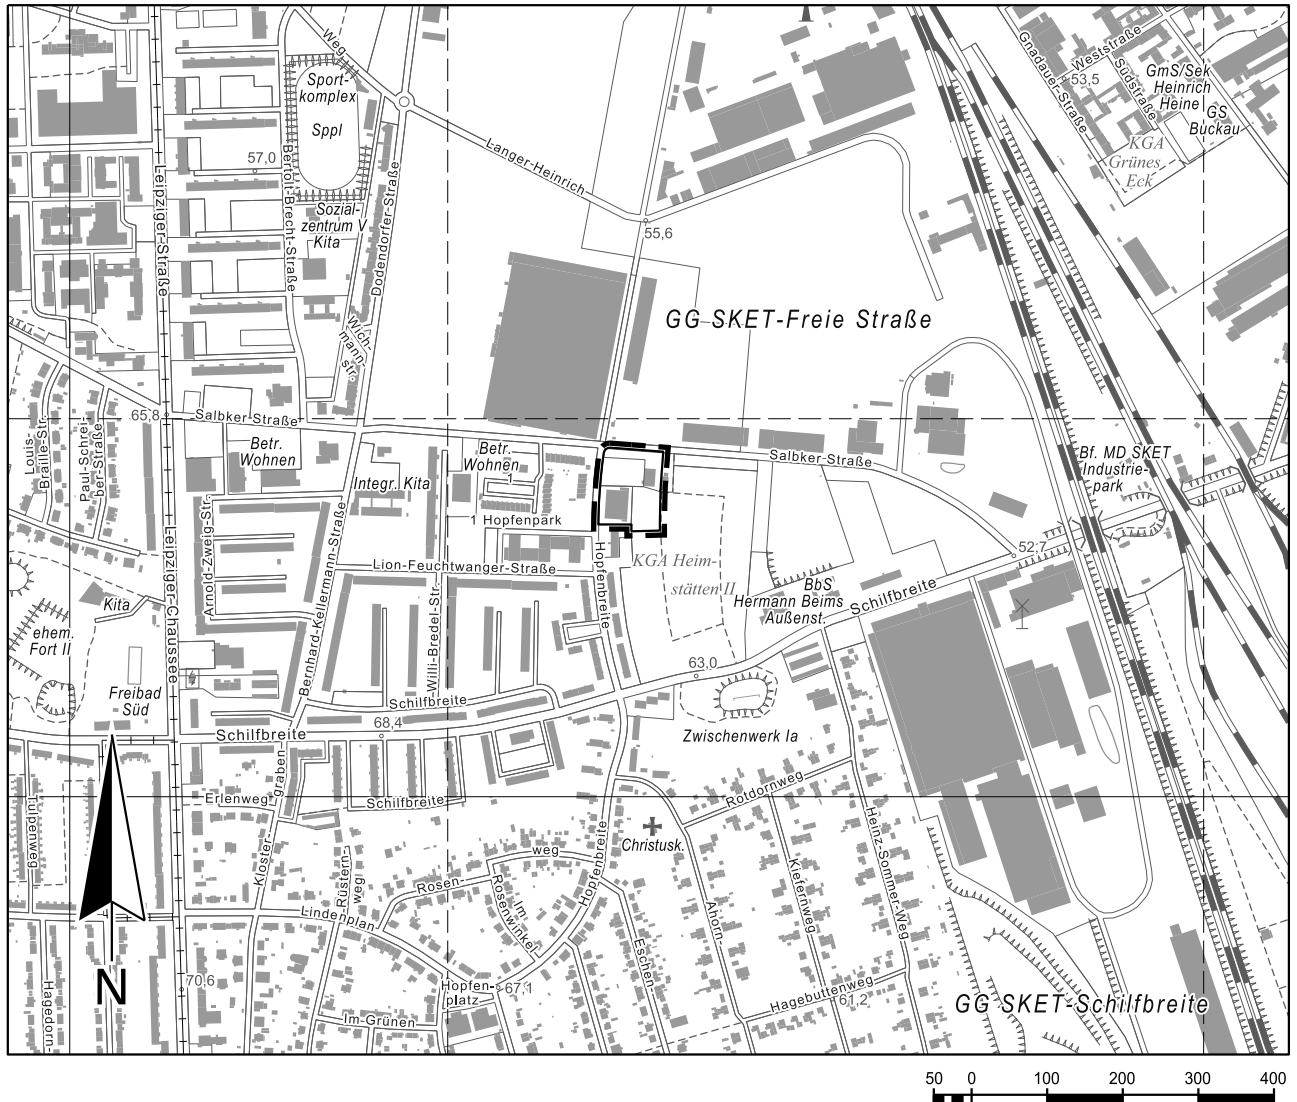 Weg
Sport-
komplex
Sppl
57,0
Bertolt-Brecht-Straße
Leipziger-Straße
Sozial-
zentrum V
Kita
Dodendorfer-Straße
Wich-
mann-
str.
Langer-Heinrich
55,6
Gnadauer-Straße
Weststraße
53,5
Südstraße
GmS/Sek
Heinrich
Heine
GS
Buckau
KGA
Grünes
Eck
GG SKET-Freie Straße
65,8
Salbker Straße
Louis-
Braille-Str.
Paul-Schrei-
ber-Straße
Betr.
Wohnen
Integr. Kita
Betr.
Wohnen
1
1 Hopfenpark
Salbker-Straße
Bf. MD SKET
Industrie-
park
52,7
Arnold-Zweig-Str.
Bernhard-Kellermann-Straße
Lion-Feuchtwanger-Straße
Willi-Bredel-Str.
Hopfenbreite
KGA Heim-
stätten II
BbS
Hermann Beims
Außenst.
Schilfbreite
Leipziger-Chaussee
Kita
ehem.
Fort II
Freibad
Süd
63,0
Schilfbreite
68,4
Schilfbreite
Zwischenwerk Ia
Erlenweg
Kloster-
graben
Schilfbreite
Rotdornweg
Tulpenweg
Christusk.
Heinz-Sommer-Weg
Kiefernweg
Ahorn-
Rosen-
weg
Im
Rosenwinkel
Hopfenbreite
Rüstern-
weg
Lindenplan
Eschen-
Hopfen-
platz
67,1
70,6
Im-Grünen
Hagedorn-
Hagebuttenweg
61,2
GG SKET-Schilfbreite
N
50 0 100 200 300 400